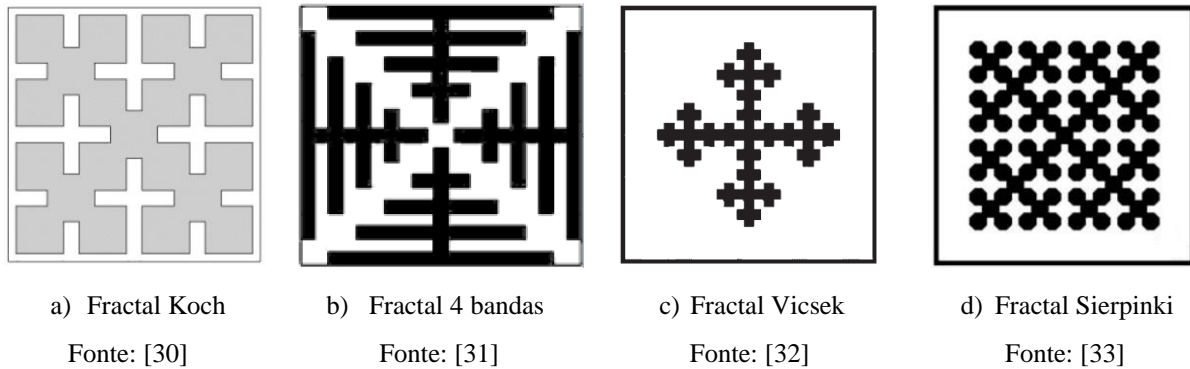 a) Fractal Koch
b) Fractal 4 bandas
c) Fractal Vicsek
d) Fractal Sierpinki
Fonte: [30]
Fonte: [31]
Fonte: [32]
Fonte: [33]